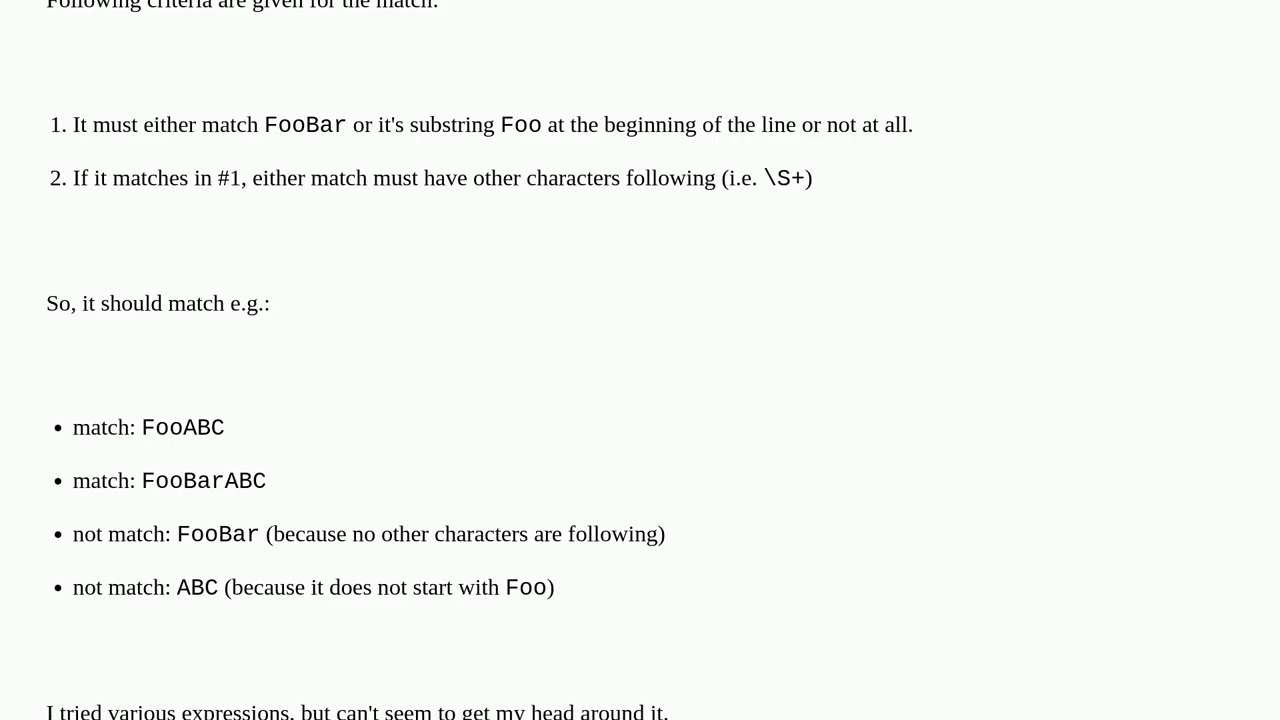 Following criteria are given for the match:
1. It must either match FooBar or it's substring Foo at the beginning of the line or not at all.
2. If it matches in #1, either match must have other characters following (i.e. \S+)
So, it should match e.g.:
• match: FooABC
• match: FooBarABC
• not match: FooBar (because no other characters are following)
• not match: ABC (because it does not start with Foo)
I tried various expressions, but can't seem to get my head around it.